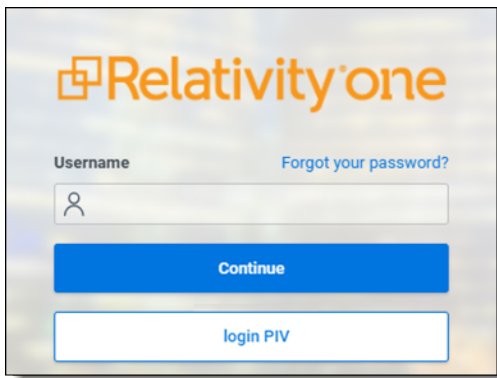 Relativity one
Username Forgot your password?
Continue
login PIV